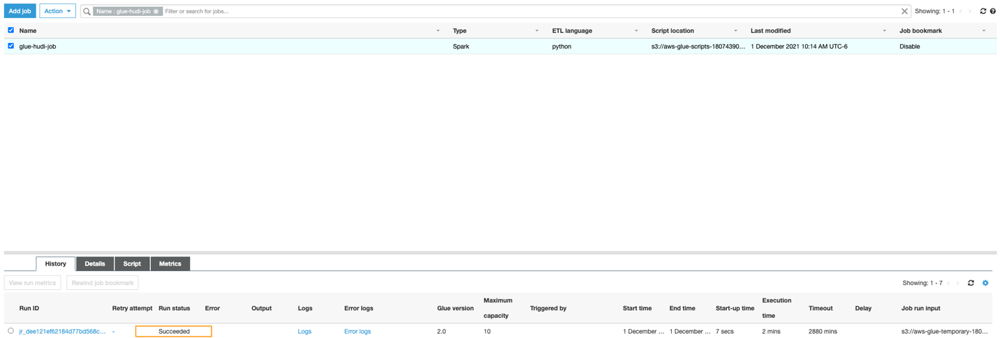 Add job Action Name : glue-hudi-job Filter or search for jobs... Showing: 1 - 1
Name Type ETL language Script location Last modified Job bookmark
glue-hudi-job Spark python s3://aws-glue-scripts-18074390... 1 December 2021 10:14 AM UTC-6 Disable
History Details Script Metrics
View run metrics Rewind job bookmark Showing: 1 - 7
Run ID Retry attempt Run status Error Output Logs Error logs Glue version Maximum capacity Triggered by Start time End time Start-up time Execution time Timeout Delay Job run input
jr_dee121ef62184d77bd568c... - Succeeded Logs Error logs 2.0 10 1 December ... 1 December ... 7 secs 2 mins 2880 mins s3://aws-glue-temporary-180...